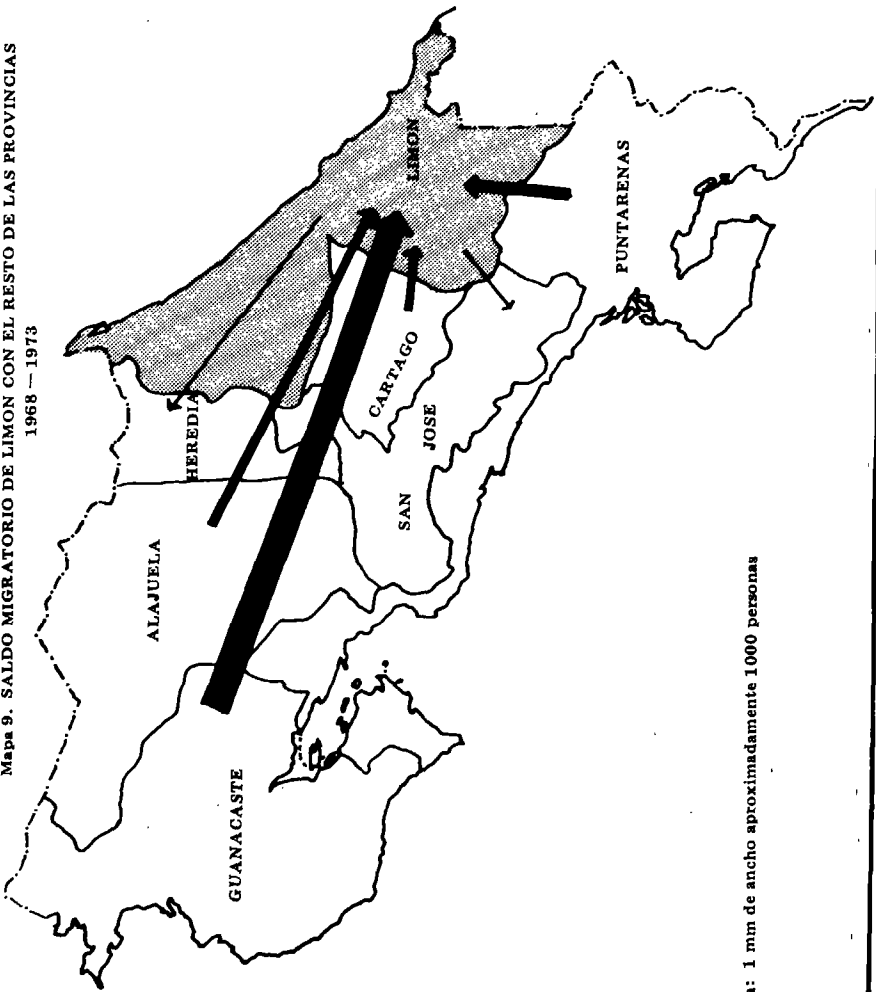 Mapa 9. SALDO MIGRATORIO DE LIMON CON EL RESTO DE LAS PROVINCIAS
1968 — 1973
LIMON
HEREDIA
ALAJUELA
CARTAGO
SAN JOSE
PUNTARENAS
GUANACASTE
1 mm de ancho aproximadamente 1000 personas